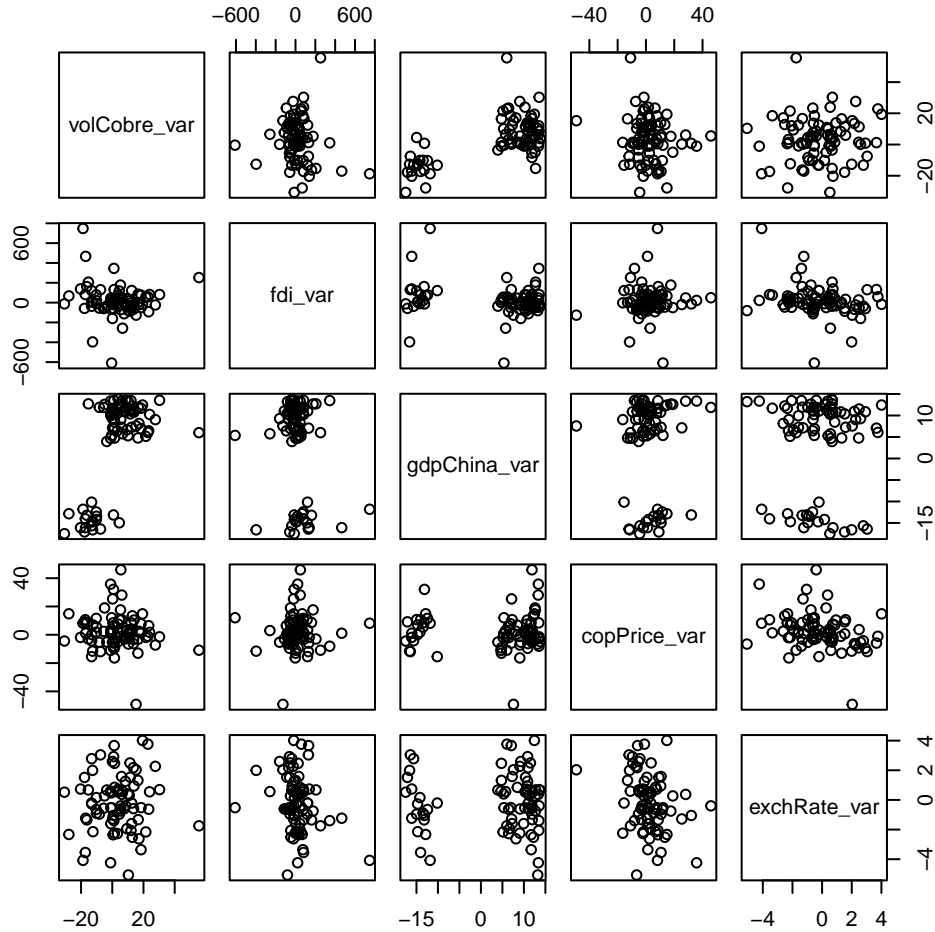 −600 0 600 −40 0 40
volCobre_var
−20 20
−600 0 600
fdi_var
gdpChina_var
−15 0 10
−40 0 40
copPrice_var
exchRate_var
−4 0 2 4
−20 20 −15 0 10 −4 0 2 4